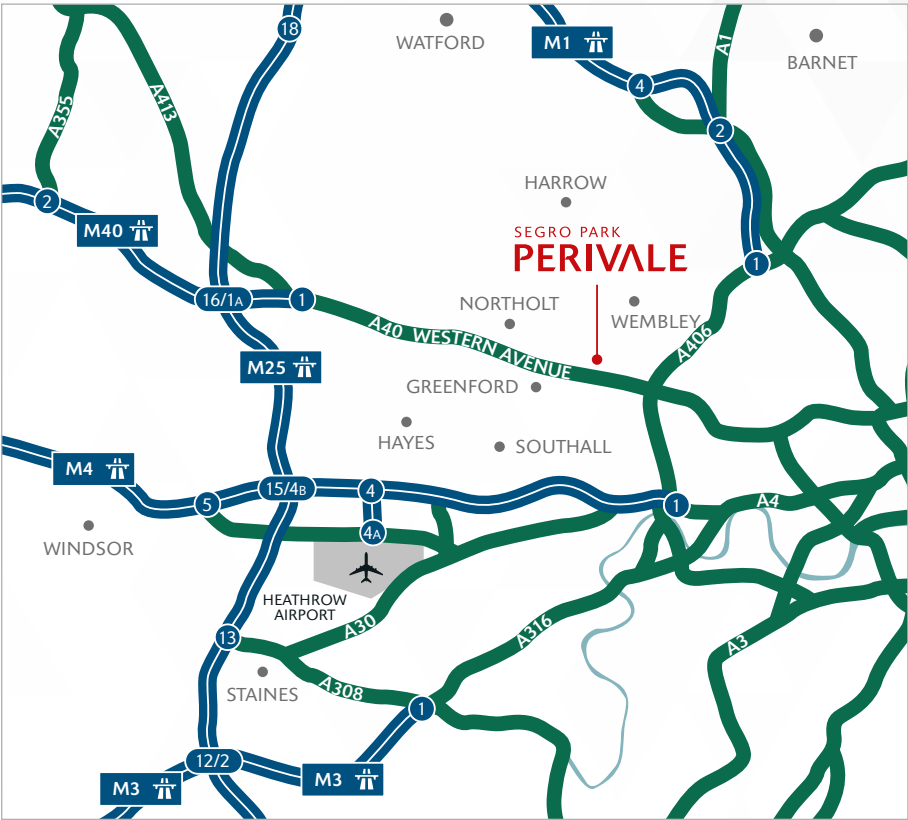 18
WATFORD
M1
A1
BARNET
A355
A413
4
2
2
HARROW
M40
SEGRO PARK
PERIVALE
1
16/1A
1
NORTHOLT
WEMBLEY
A40 WESTERN AVENUE
A406
M25
GREENFORD
HAYES
SOUTHALL
M4
15/4B
4
5
1
A4
WINDSOR
4A
HEATHROW
AIRPORT
13
A30
A316
A3
STAINES
A308
1
12/2
M3
M3